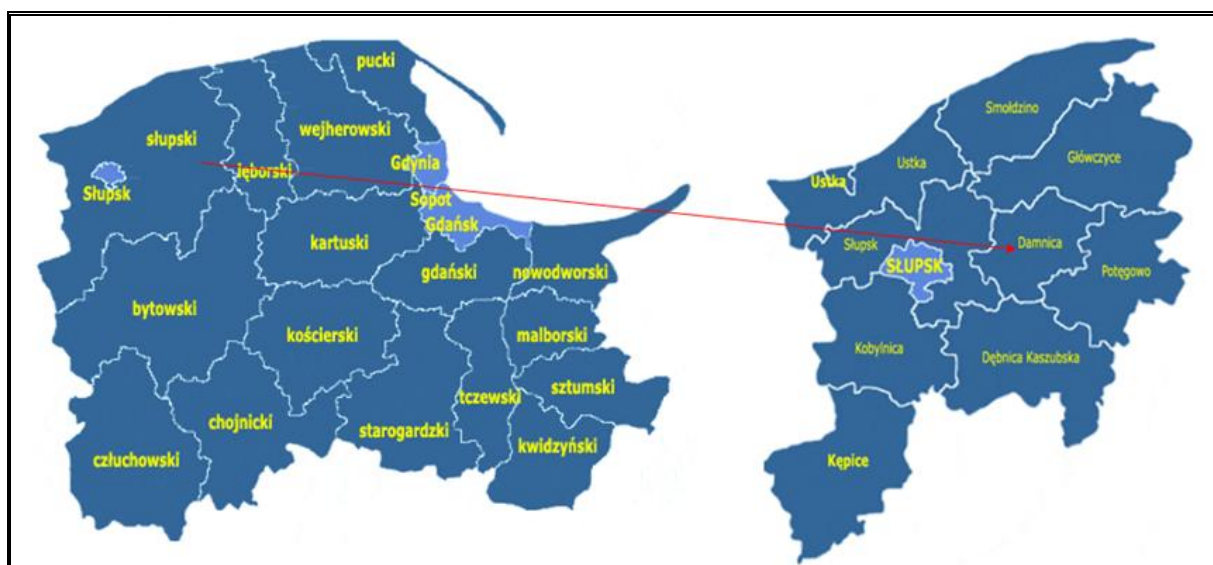 pucki
słupski
wejherowski
Gdynia
lęborski
Słupsk
Sopot
Gdańsk
kartuski
gdański
nowodworski
bytowski
kościerski
malborski
sztumski
tczewski
chojnicki
starogardzki
kwidzyński
człuchowski
Smołdzino
Główczyce
Ustka
Ustka
Słupsk
Damnica
SŁUPSK
Potęgowo
Kobylnica
Dębnica Kaszubska
Kępice